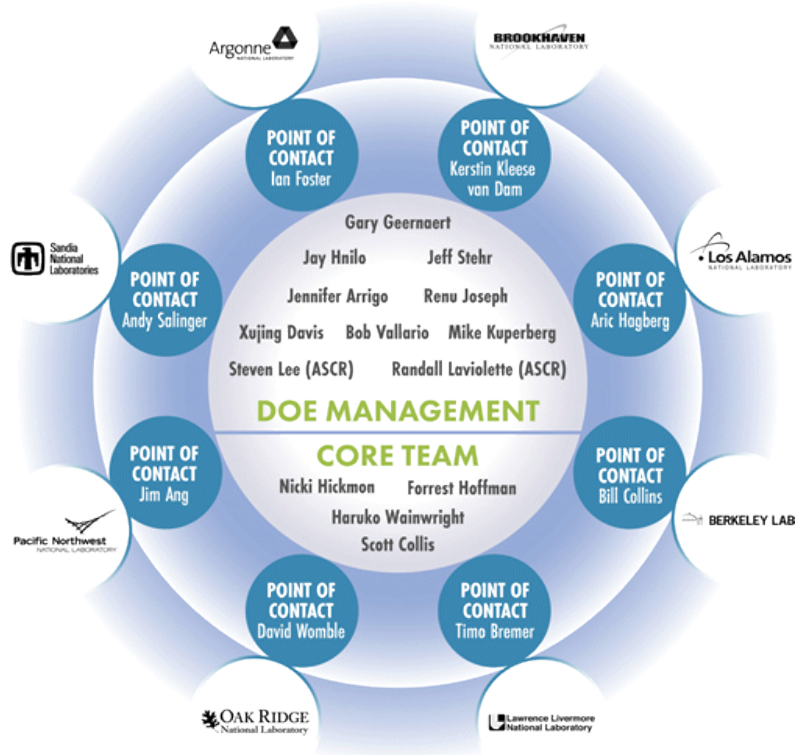 Argonne
NATIONAL LABORATORY
BROOKHAVEN
NATIONAL LABORATORY
POINT OF
CONTACT
Ian Foster
POINT OF
CONTACT
Kerstin Kleese
van Dam
Sandia
National
Laboratories
POINT OF
CONTACT
Andy Salinger
Gary Geernaert
Jay Hnilo Jeff Stehr
Jennifer Arrigo Renu Joseph
Xujing Davis Bob Vallario Mike Kuperberg
Steven Lee (ASCR) Randall Laviolette (ASCR)
DOE MANAGEMENT
Los Alamos
NATIONAL LABORATORY
POINT OF
CONTACT
Aric Hagberg
CORE TEAM
Nicki Hickmon Forrest Hoffman
Haruko Wainwright
Scott Collis
POINT OF
CONTACT
Jim Ang
Pacific Northwest
NATIONAL LABORATORY
POINT OF
CONTACT
Bill Collins
BERKELEY LAB
POINT OF
CONTACT
David Womble
POINT OF
CONTACT
Timo Bremer
OAK RIDGE
National Laboratory
Lawrence Livermore
National Laboratory